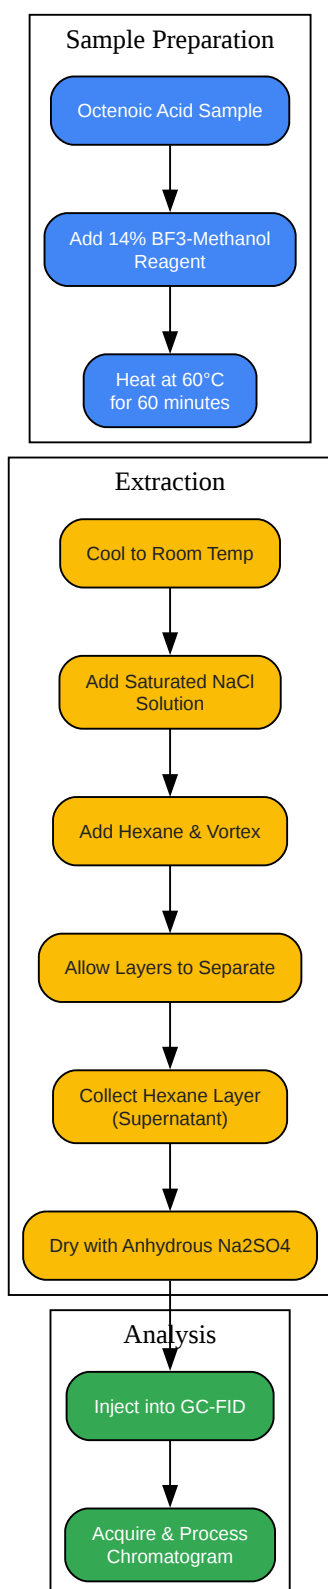 Sample Preparation
Octenoic Acid Sample
Add 14% BF3-Methanol
Reagent
Heat at 60°C
for 60 minutes
Extraction
Cool to Room Temp
Add Saturated NaCl
Solution
Add Hexane & Vortex
Allow Layers to Separate
Collect Hexane Layer
(Supernatant)
Dry with Anhydrous Na2SO4
Analysis
Inject into GC-FID
Acquire & Process
Chromatogram